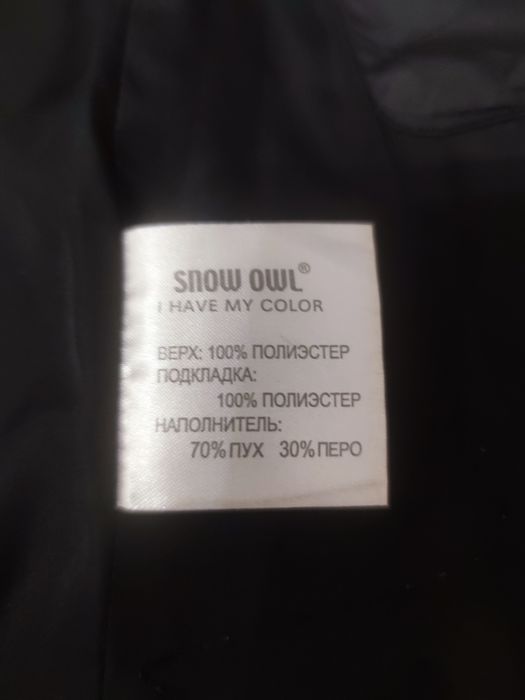 SNOW OWL®
I HAVE MY COLOR
ВЕРХ: 100% ПОЛИЭСТЕР
ПОДКЛАДКА:
100% ПОЛИЭСТЕР
НАПОЛНИТЕЛЬ:
70% ПУХ 30% ПЕРО